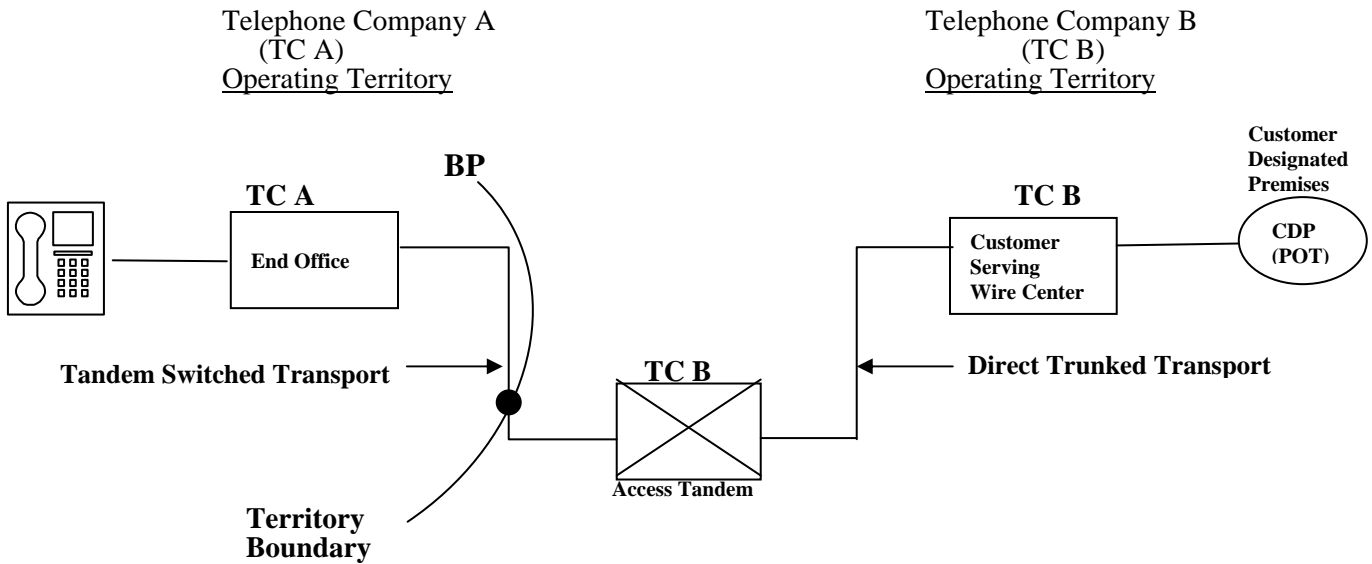 Telephone Company A
(TC A)
Operating Territory
Telephone Company B
(TC B)
Operating Territory
BP
TC A
End Office
TC B
Customer
Serving
Wire Center
Customer
Designated
Premises
CDP
(POT)
Tandem Switched Transport
TC B
Access Tandem
Direct Trunked Transport
Territory
Boundary